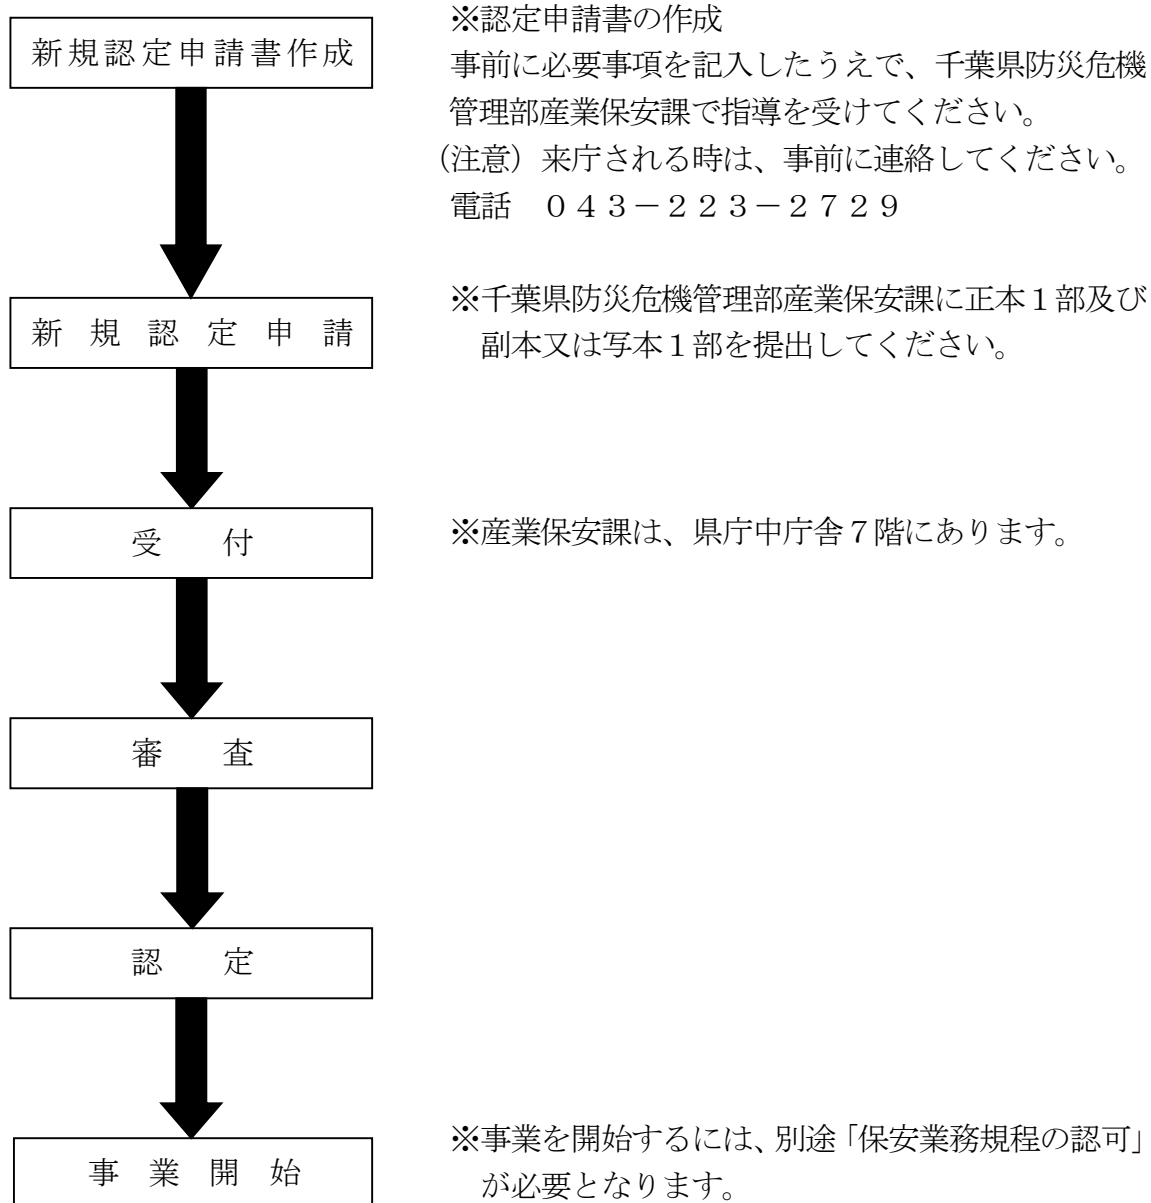 新規認定申請書作成
※認定申請書の作成
事前に必要事項を記入したうえで、千葉県防災危機
管理部産業保安課で指導を受けてください。
(注意）来庁される時は、事前に連絡してください。
電話　０４３－２２３－２７２９
新規認定申請
※千葉県防災危機管理部産業保安課に正本１部及び
副本又は写本１部を提出してください。
受付
※産業保安課は、県庁中庁舎７階にあります。
審査
認定
事業開始
※事業を開始するには、別途「保安業務規程の認可」
が必要となります。